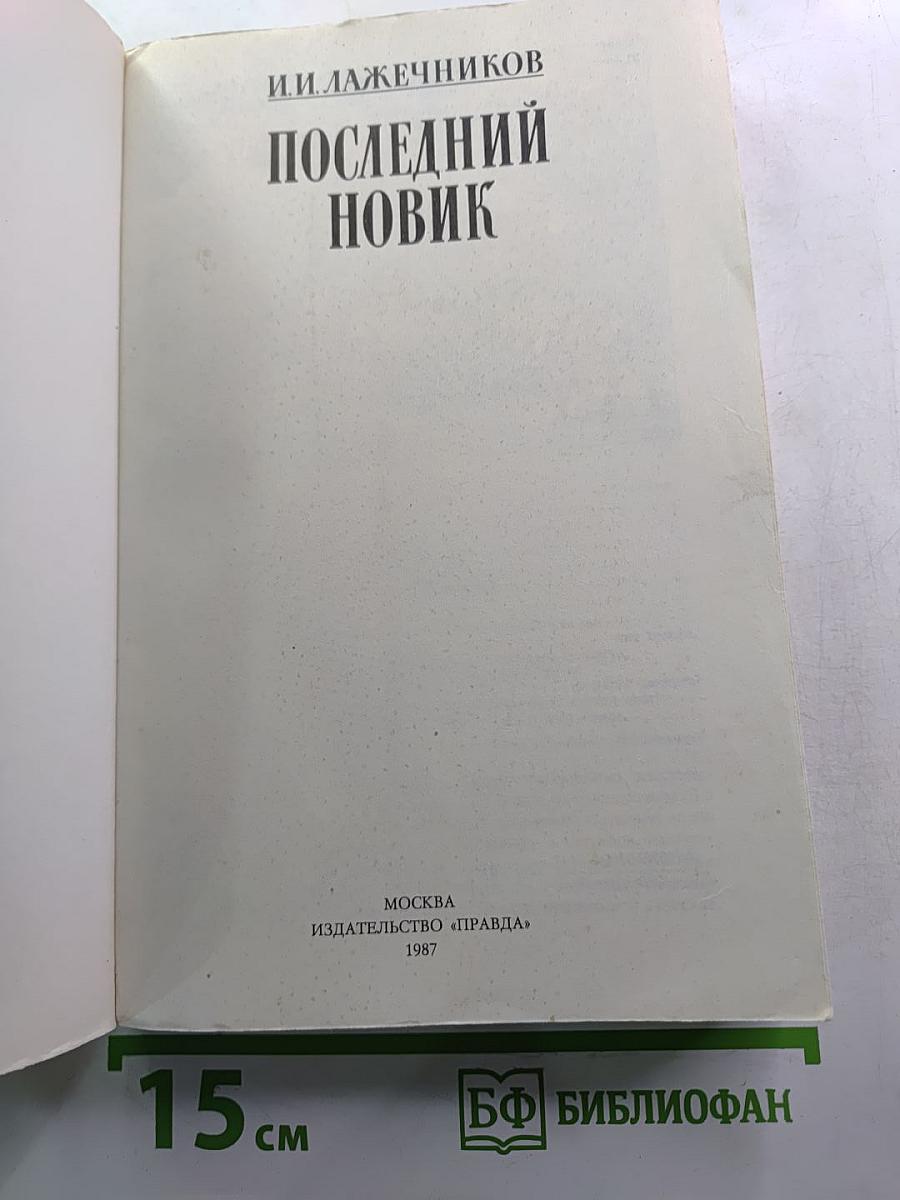 И.И.ЛАЖЕЧНИКОВ
ПОСЛЕДНИЙ
НОВИК
МОСКВА
ИЗДАТЕЛЬСТВО «ПРАВДА»
1987
15 см
БФ БИБЛИОФАН